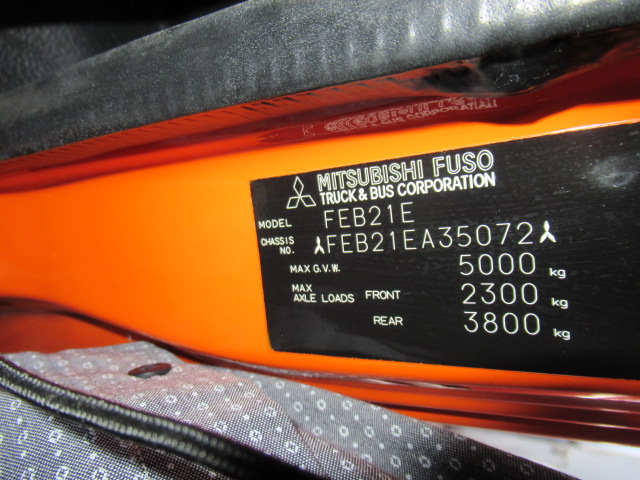 MITSUBISHI FUSO
TRUCK & BUS CORPORATION
MODEL FEB21E
CHASSIS NO. FEB21EA35072
MAX G.V.W. 5000 kg
MAX AXLE LOADS FRONT 2300 kg
REAR 3800 kg